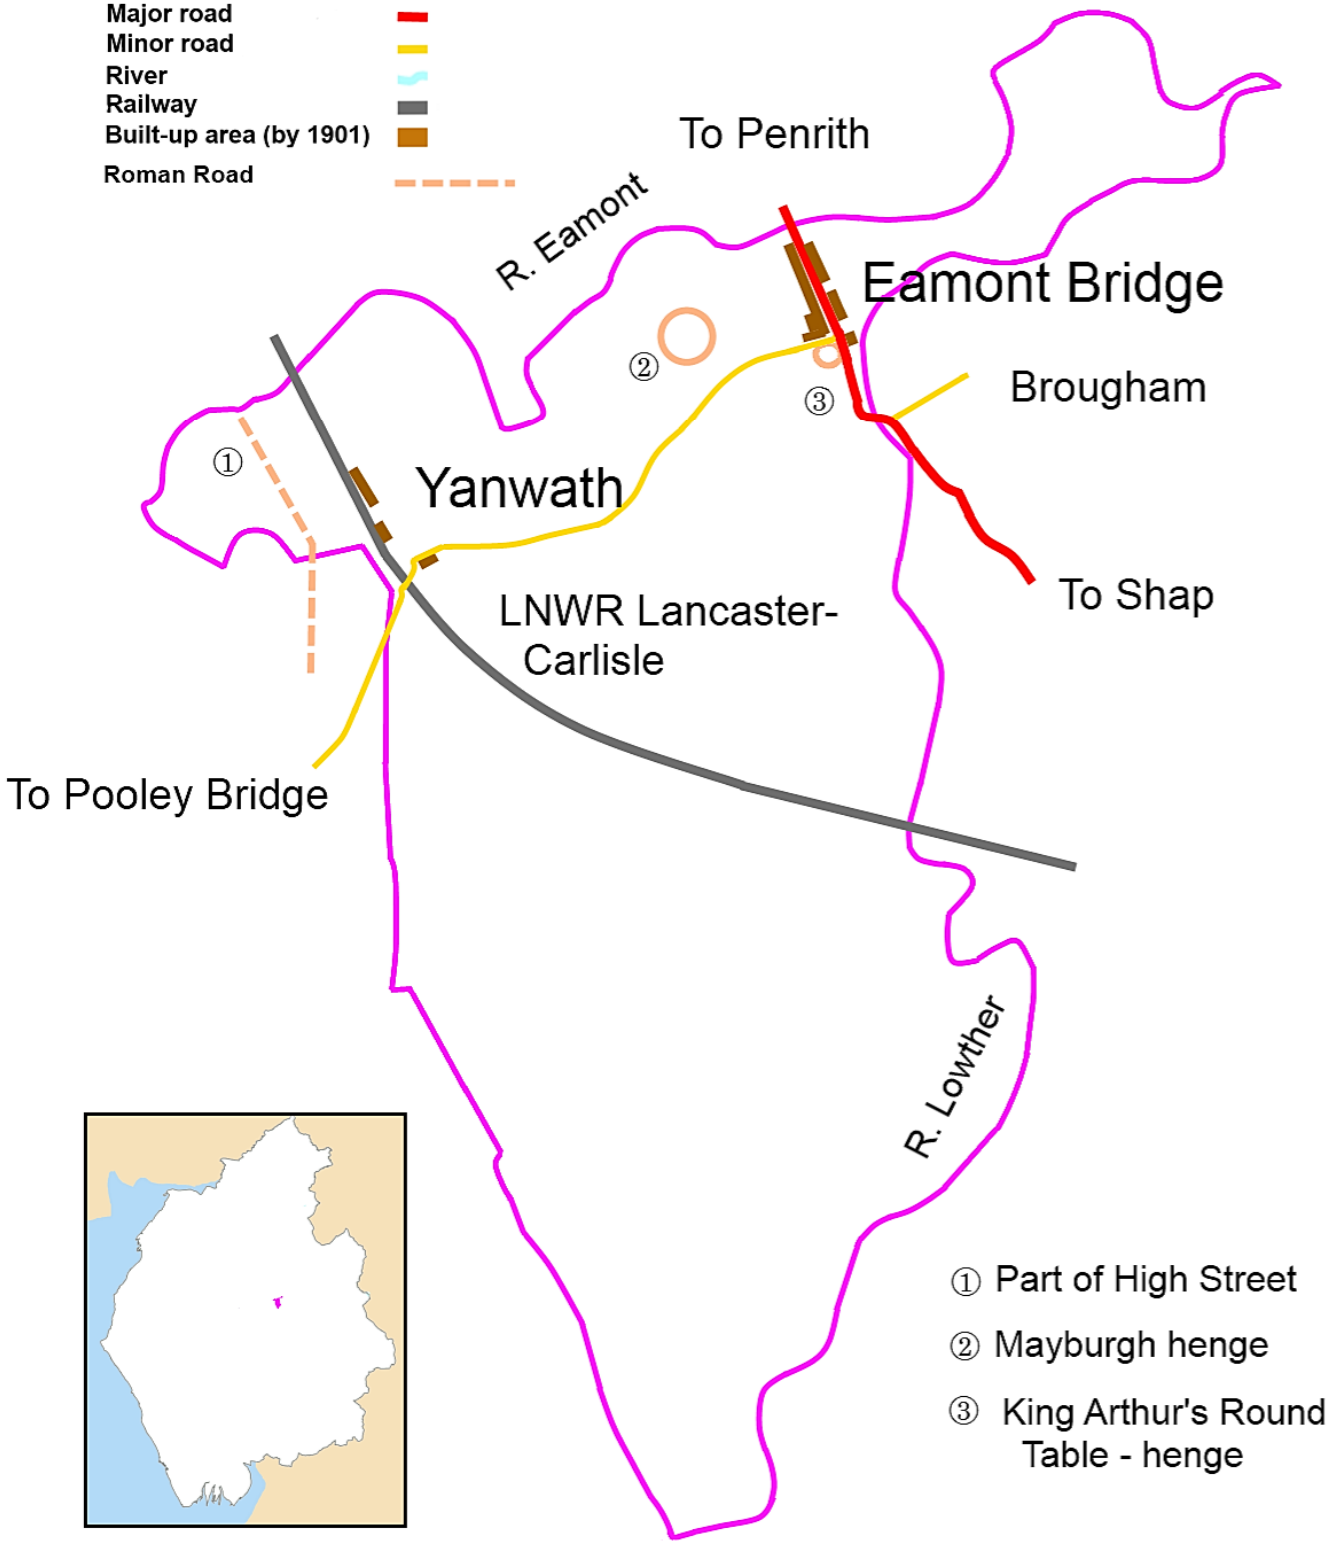 Major road
Minor road
River
Railway
Built-up area (by 1901)
Roman Road
To Penrith
R. Eamont
Eamont Bridge
②
③
Brougham
①
Yanwath
LNWR Lancaster-
Carlisle
To Shap
To Pooley Bridge
R. Lowther
① Part of High Street
② Mayburgh henge
③ King Arthur's Round
Table - henge